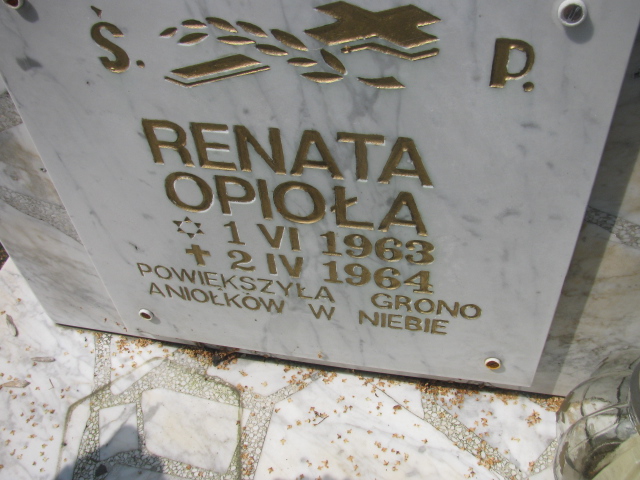 Ś. P.
RENATA
OPIOŁA
✡ 1 VI 1963
✝ 2 IV 1964
POWIĘKSZYŁA GRONO
ANIOŁKÓW W NIEBIE